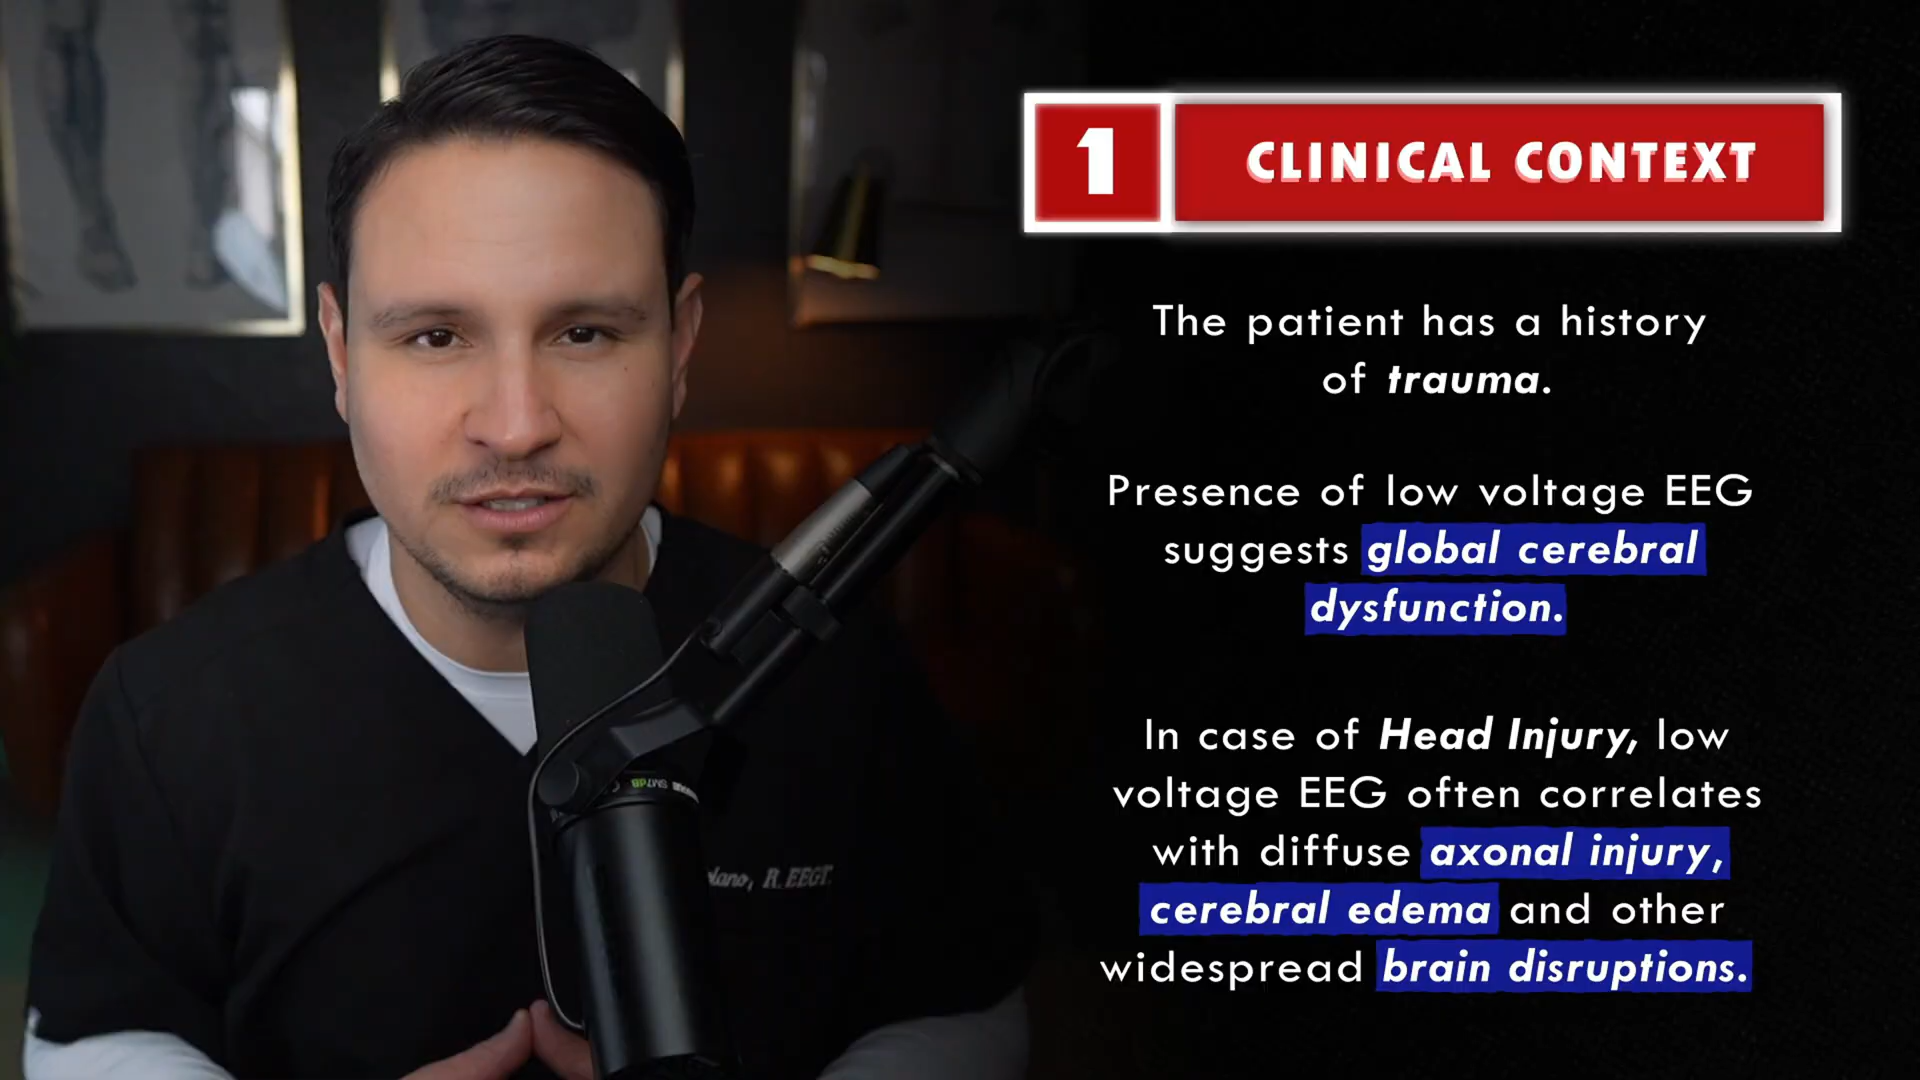 1 CLINICAL CONTEXT
The patient has a history
of trauma.
Presence of low voltage EEG
suggests global cerebral
dysfunction.
In case of Head Injury, low
voltage EEG often correlates
with diffuse axonal injury,
cerebral edema and other
widespread brain disruptions.
SM7dB
R. EEGT.